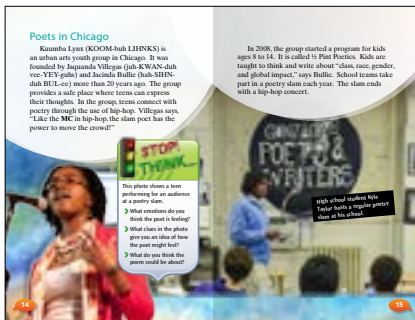 Poets in Chicago
Kuumba Lynx (KOOM-buh LIHNKS) is
an urban arts youth group in Chicago. It was
founded by Jaquanda Villegas (juh-KWAN-duh
vee-YEY-guhs) and Jacinda Bullie (hah-SIHN-
duh BUL-ee) more than 20 years ago. The group
provides a safe place where teens can express
their thoughts. In the group, teens connect with
poetry through the use of hip-hop. Villegas says,
"Like the MC in hip-hop, the slam poet has the
power to move the crowd!"
STOP!
THINK...
This photo shows a teen
performing for an audience
at a poetry slam.
What emotions do you
think the poet is feeling?
What clues in the photo
give you an idea of how
the poet might feel?
What do you think the
poem could be about?
14
In 2008, the group started a program for kids
ages 8 to 14. It is called ½ Pint Poetics. Kids are
taught to think and write about "class, race, gender,
and global impact," says Bullie. School teams take
part in a poetry slam each year. The slam ends
with a hip-hop concert.
POETS
WRITERS
High school student Kyle
Taylor hosts a regular poetry
slam at his school.
15